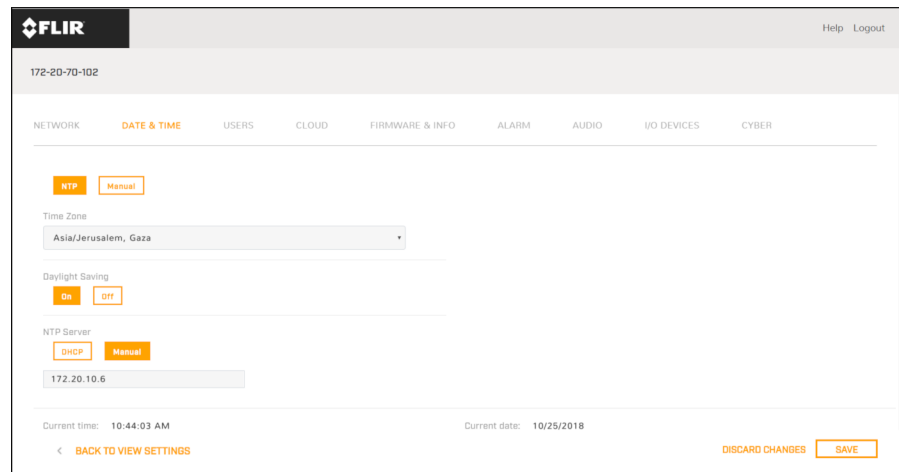 FLIR
Help Logout
172-20-70-102
NETWORK DATE & TIME USERS CLOUD FIRMWARE & INFO ALARM AUDIO I/O DEVICES CYBER
NTP Manual
Time Zone
Asia/Jerusalem, Gaza
Daylight Saving
On Off
NTP Server
DHCP Manual
172.20.10.6
Current time: 10:44:03 AM Current date: 10/25/2018
< BACK TO VIEW SETTINGS DISCARD CHANGES SAVE